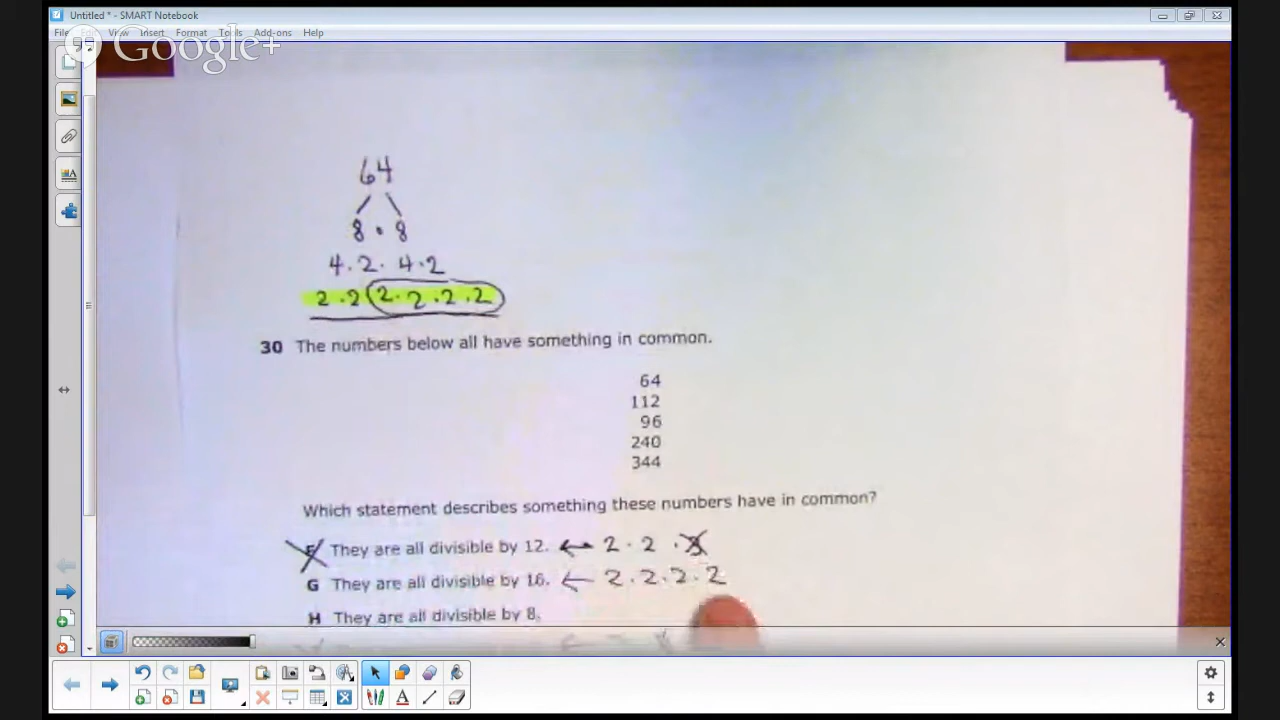 Untitled * - SMART Notebook
File Edit View Insert Format Tools Add-ons Help
Google+
64
8 · 8
4 · 2 · 4 · 2
2 · 2 2 · 2 · 2 · 2
30 The numbers below all have something in common.
64
112
96
240
344
Which statement describes something these numbers have in common?
F They are all divisible by 12. ← 2 · 2 · 3
G They are all divisible by 16. ← 2 · 2 · 2 · 2
H They are all divisible by 8.